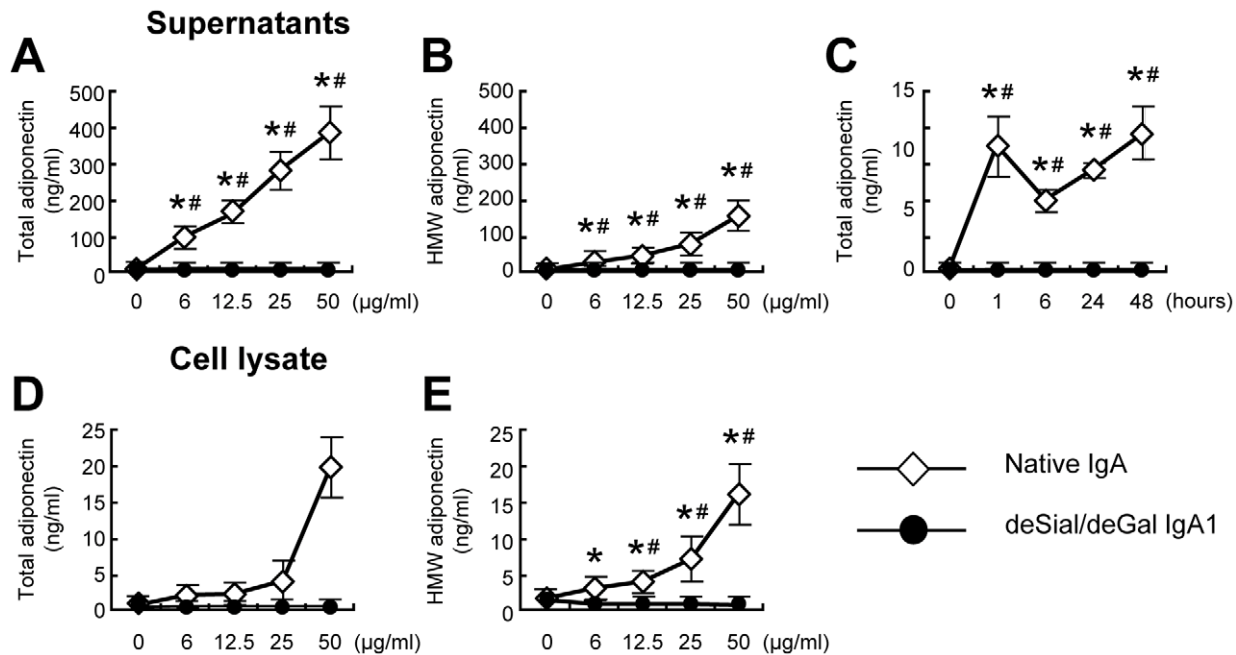 Supernatants
A
Total adiponectin
(ng/ml)
500
400
300
200
100
0
*#
*#
*#
*#
0 6 12.5 25 50 (µg/ml)
B
HMW adiponectin
(ng/ml)
500
400
300
200
100
0
*#
*#
*#
*#
0 6 12.5 25 50 (µg/ml)
C
Total adiponectin
(ng/ml)
15
10
5
0
*#
*#
*#
*#
0 1 6 24 48 (hours)
Cell lysate
D
Total adiponectin
(ng/ml)
25
20
15
10
5
0
0 6 12.5 25 50 (µg/ml)
E
HMW adiponectin
(ng/ml)
25
20
15
10
5
0
*
*#
*#
*#
0 6 12.5 25 50 (µg/ml)
Native IgA
deSial/deGal IgA1